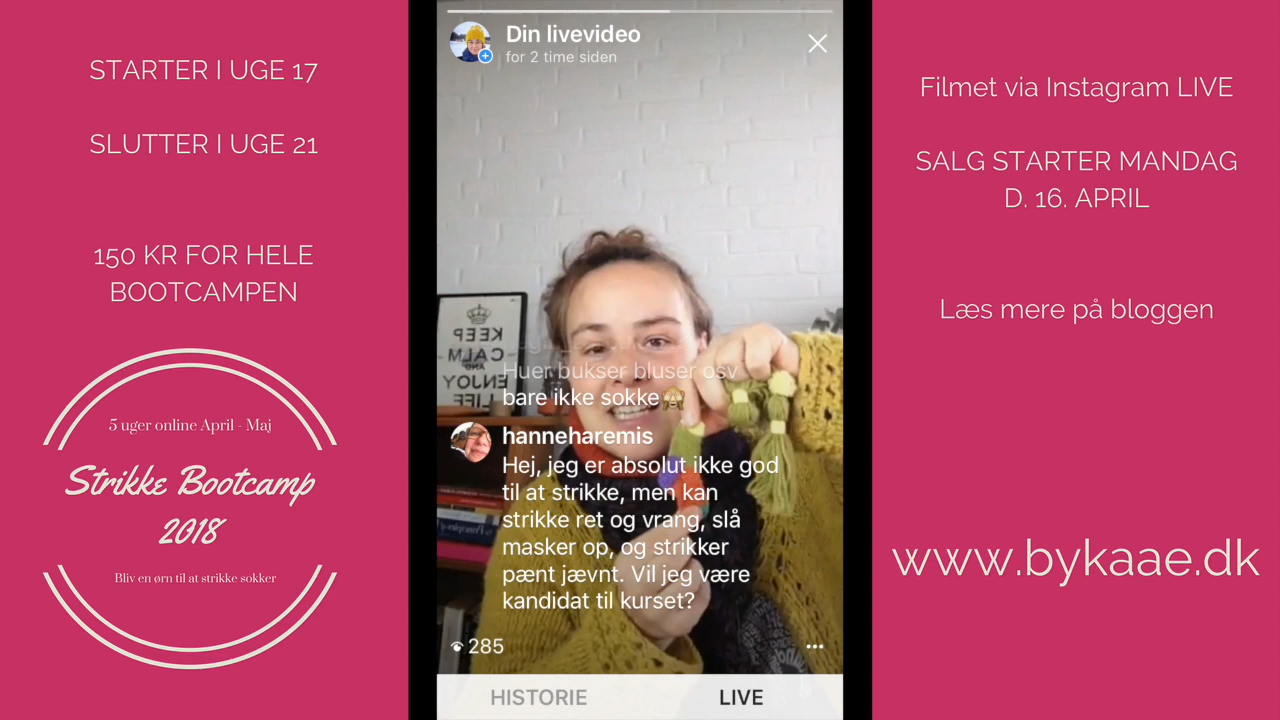 STARTER I UGE 17
SLUTTER I UGE 21
150 KR FOR HELE
BOOTCAMPEN
5 uger online April - Maj
Strikke Bootcamp
2018
Bliv en ørn til at strikke sokker
Din livevideo
for 2 time siden
KEEP
CALM
AND
ENJOY
LIFE
Huer bukser bluser osv
bare ikke sokke🙈
hanneharemis
Hej, jeg er absolut ikke god
til at strikke, men kan
strikke ret og vrang, slå
masker op, og strikker
pænt jævnt. Vil jeg være
kandidat til kurset?
285
HISTORIE
LIVE
Filmet via Instagram LIVE
SALG STARTER MANDAG
D. 16. APRIL
Læs mere på bloggen
www.bykaae.dk